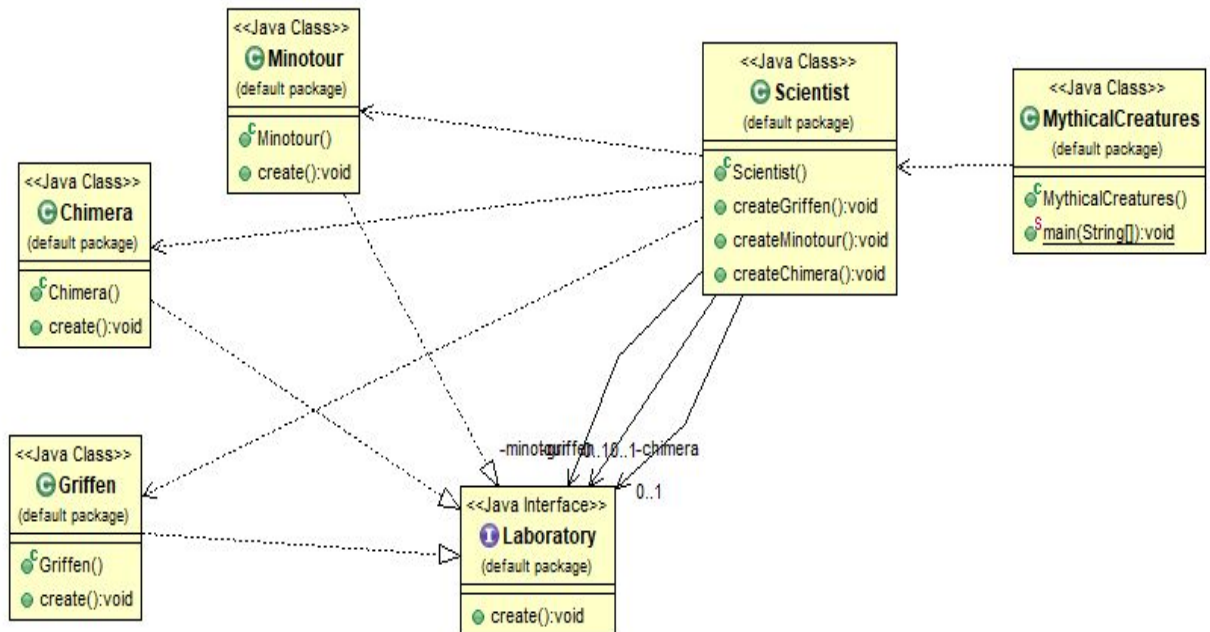 <<Java Class>>
Minotour
(default package)
Minotour()
create():void
<<Java Class>>
Scientist
(default package)
Scientist()
createGriffen():void
createMinotour():void
createChimera():void
<<Java Class>>
MythicalCreatures
(default package)
MythicalCreatures()
main(String[]):void
<<Java Class>>
Chimera
(default package)
Chimera()
create():void
<<Java Class>>
Griffen
(default package)
Griffen()
create():void
-chimera
0..1
<<Java Interface>>
Laboratory
(default package)
create():void